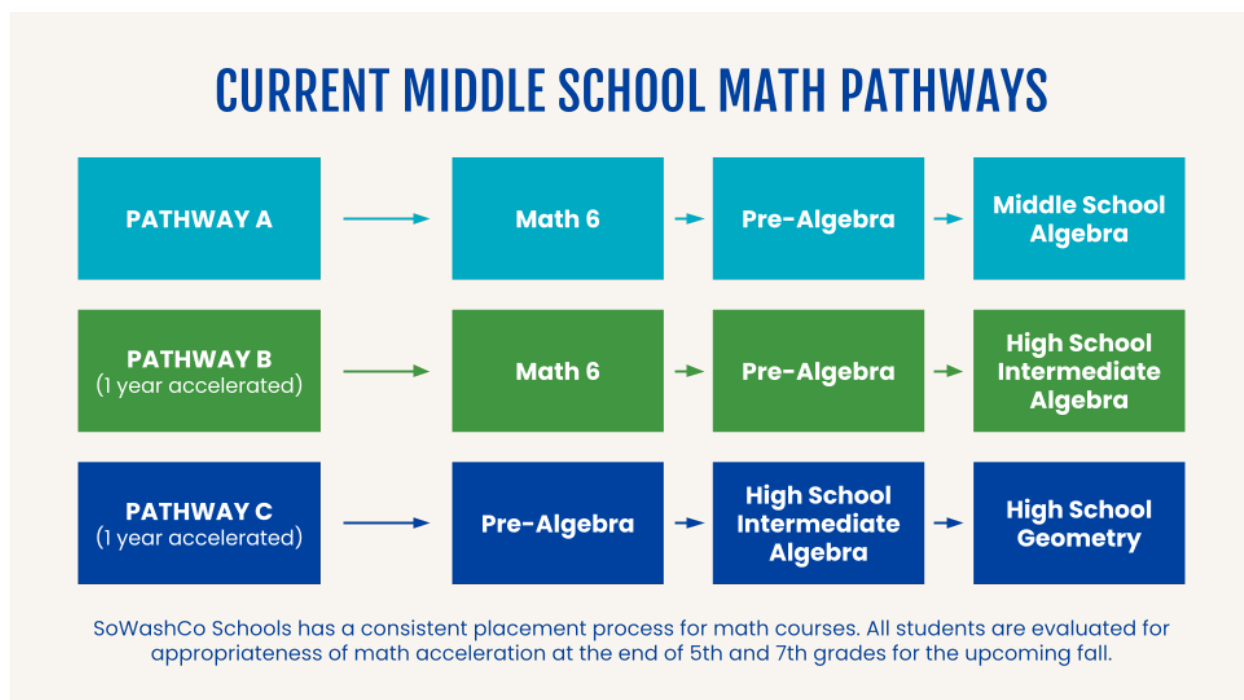 CURRENT MIDDLE SCHOOL MATH PATHWAYS
PATHWAY A
Math 6
Pre-Algebra
Middle School
Algebra
PATHWAY B
(1 year accelerated)
Math 6
Pre-Algebra
High School
Intermediate
Algebra
PATHWAY C
(1 year accelerated)
Pre-Algebra
High School
Intermediate
Algebra
High School
Geometry
SoWashCo Schools has a consistent placement process for math courses. All students are evaluated for
appropriateness of math acceleration at the end of 5th and 7th grades for the upcoming fall.